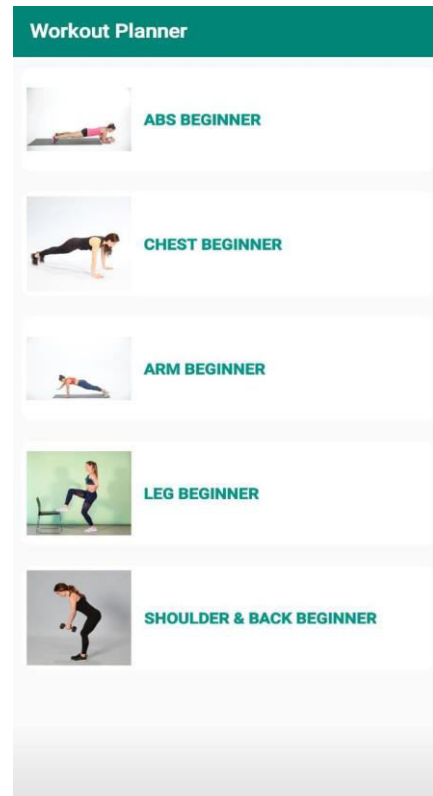 Workout Planner
ABS BEGINNER
CHEST BEGINNER
ARM BEGINNER
LEG BEGINNER
SHOULDER & BACK BEGINNER